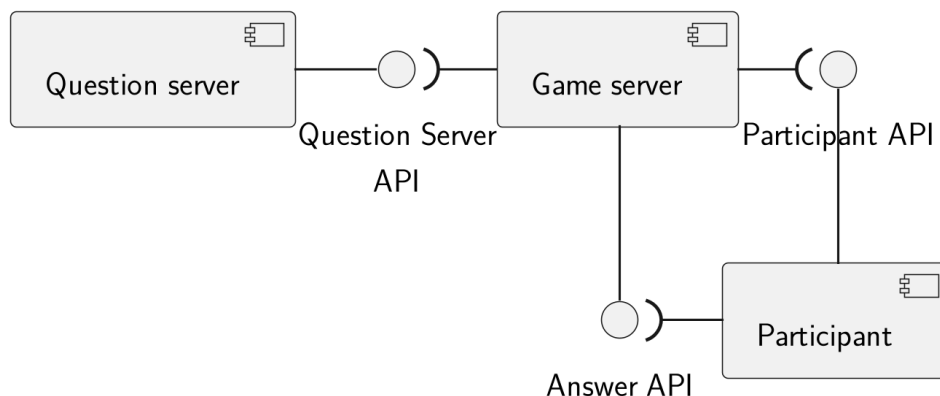 Question server
Game server
Question Server
API
Participant API
Participant
Answer API